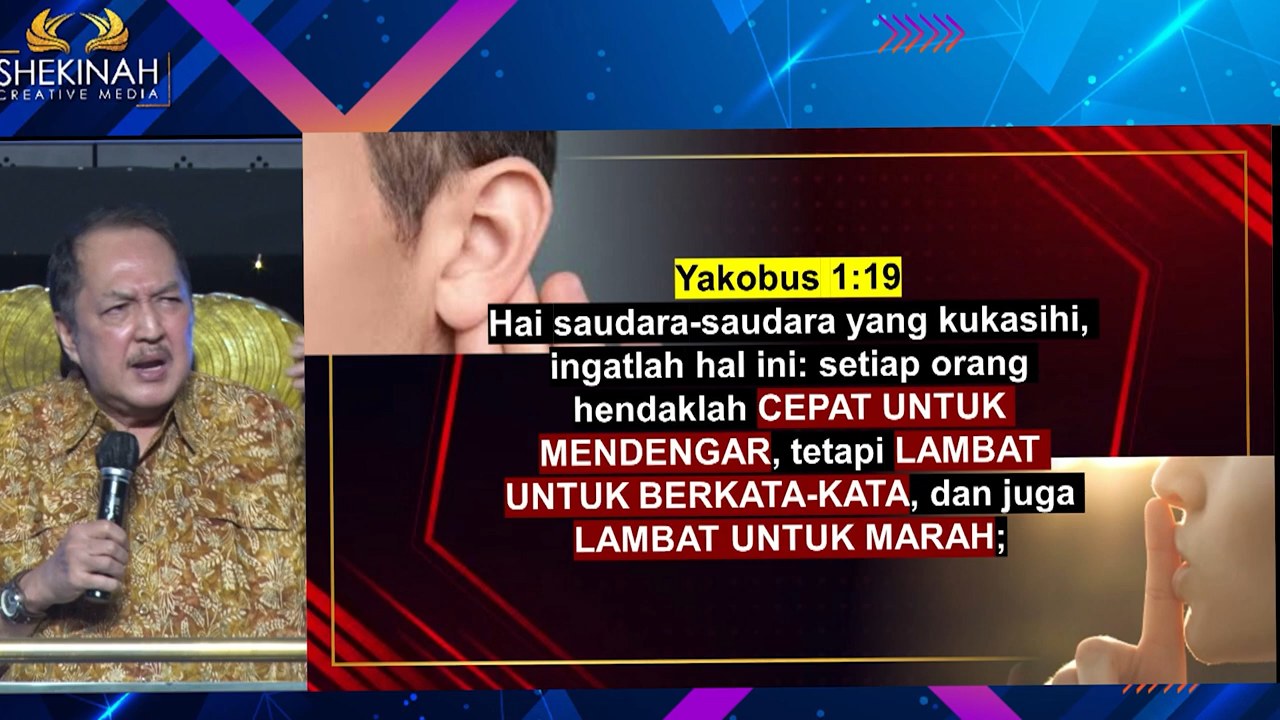 SHEKINAH
CREATIVE MEDIA
Yakobus 1:19
Hai saudara-saudara yang kukasihi,
ingatlah hal ini: setiap orang
hendaklah CEPAT UNTUK
MENDENGAR, tetapi LAMBAT
UNTUK BERKATA-KATA, dan juga
LAMBAT UNTUK MARAH;